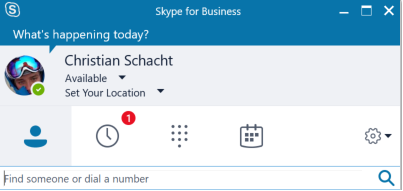 Skype for Business
What's happening today?
Christian Schacht
Available
Set Your Location
1
Find someone or dial a number